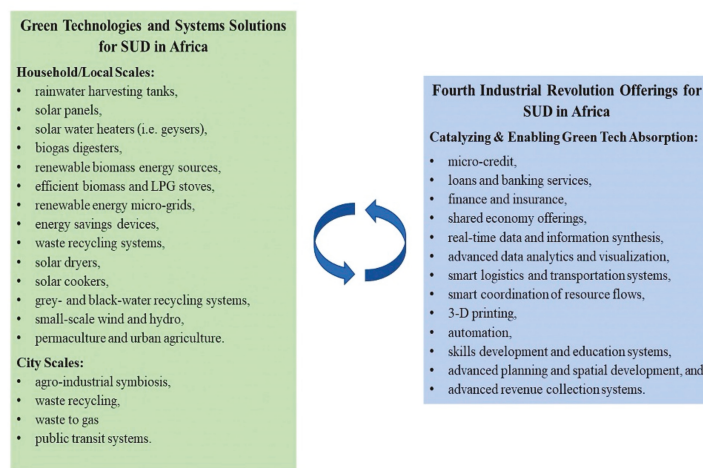 Green Technologies and Systems Solutions
for SUD in Africa
Household/Local Scales:
• rainwater harvesting tanks,
• solar panels,
• solar water heaters (i.e. geysers),
• biogas digesters,
• renewable biomass energy sources,
• efficient biomass and LPG stoves,
• renewable energy micro-grids,
• energy savings devices,
• waste recycling systems,
• solar dryers,
• solar cookers,
• grey- and black-water recycling systems,
• small-scale wind and hydro,
• permaculture and urban agriculture.
City Scales:
• agro-industrial symbiosis,
• waste recycling,
• waste to gas
• public transit systems.
Fourth Industrial Revolution Offerings for
SUD in Africa
Catalyzing & Enabling Green Tech Absorption:
• micro-credit,
• loans and banking services,
• finance and insurance,
• shared economy offerings,
• real-time data and information synthesis,
• advanced data analytics and visualization,
• smart logistics and transportation systems,
• smart coordination of resource flows,
• 3-D printing,
• automation,
• skills development and education systems,
• advanced planning and spatial development, and
• advanced revenue collection systems.